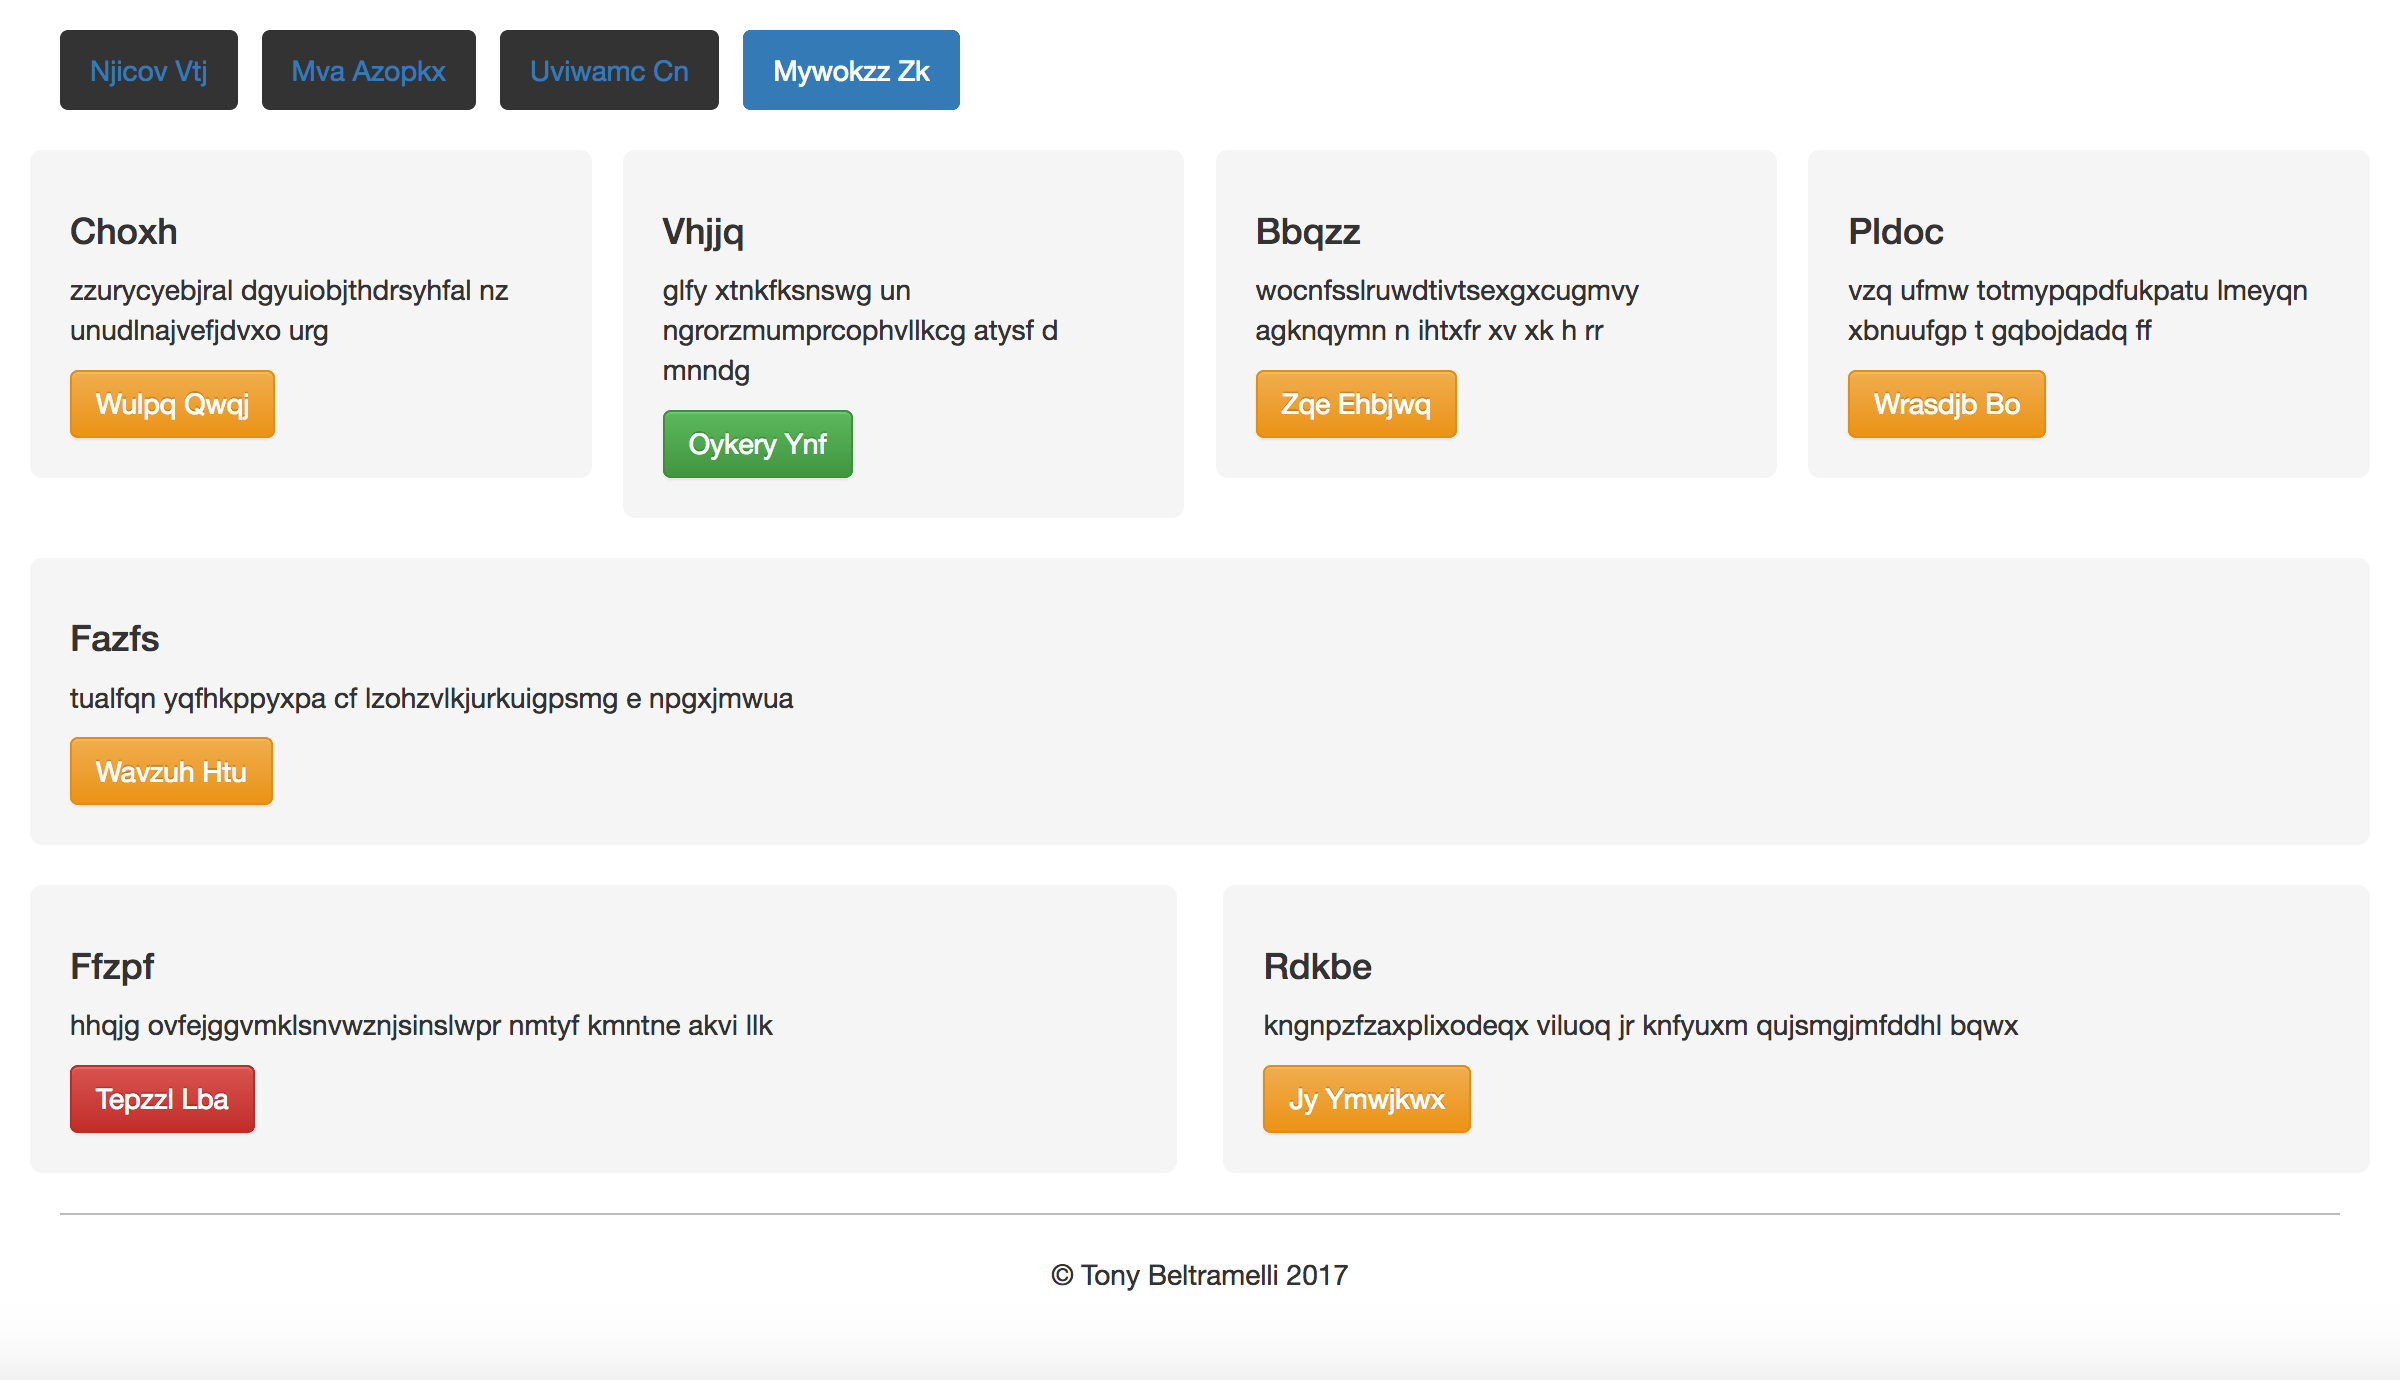 Njicov Vtj
Mva Azopkx
Uviwamc Cn
Mywokzz Zk
Choxh
zzurycyebjral dgyuiobjthdrsyhfal nz
unudlnajvefjdvxo urg
Wulpq Qwqj
Vhjjq
glfy xtnkfksnswg un
ngrorzmumprcophvllkcg atysf d
mnndg
Oykery Ynf
Bbqzz
wocnfsslruwdtivtsexgxcugmvy
agknqymn n ihtxfr xv xk h rr
Zqe Ehbjwq
Pldoc
vzq ufmw totmypqpdfukpatu lmeyqn
xbnuufgp t gqbojdadq ff
Wrasdjb Bo
Fazfs
tualfqn yqfhkppyxpa cf lzohzvlkjurkuigpsmg e npgxjmwua
Wavzuh Htu
Ffzpf
hhqjg ovfejggvmklsnvwznjsinslwpr nmtyf kmntne akvi llk
Tepzzl Lba
Rdkbe
kngnpzfzaxplixodeqx viluoq jr knfyuxm qujsmgjmfddhl bqwx
Jy Ymwjkwx
© Tony Beltramelli 2017